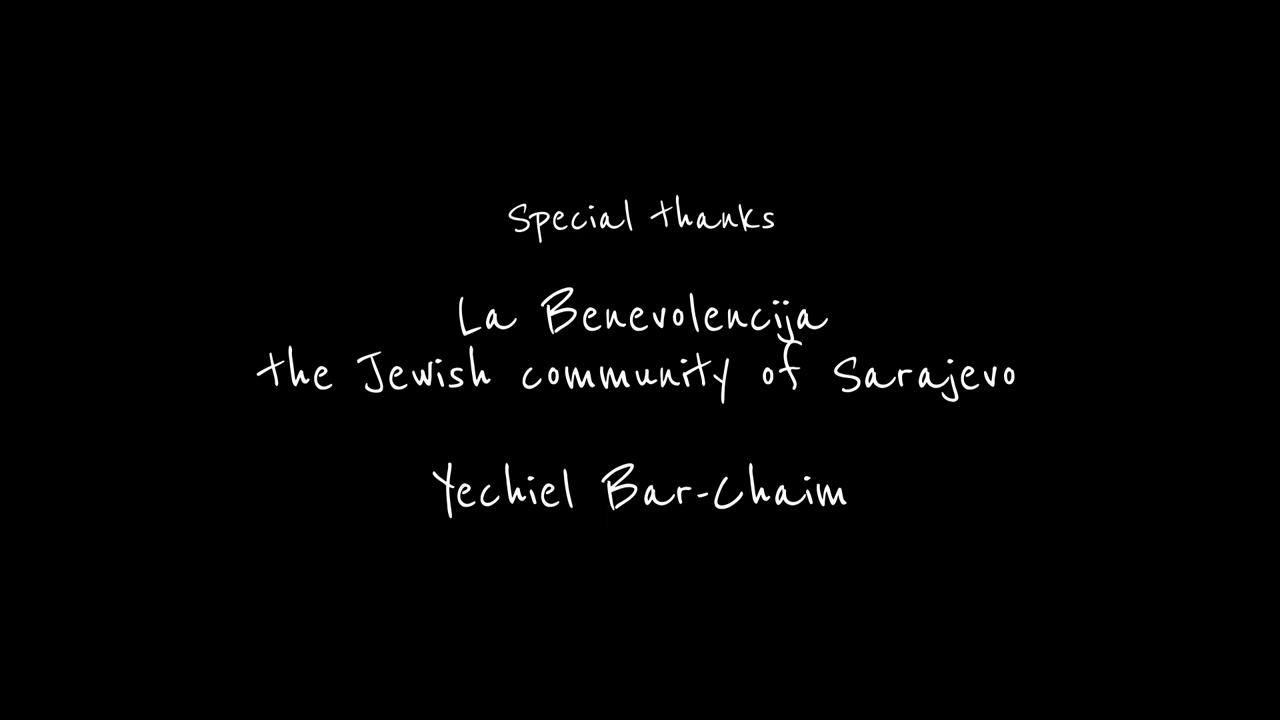 Special thanks
La Benevolencija
the Jewish community of Sarajevo
Yechiel Bar-Chaim